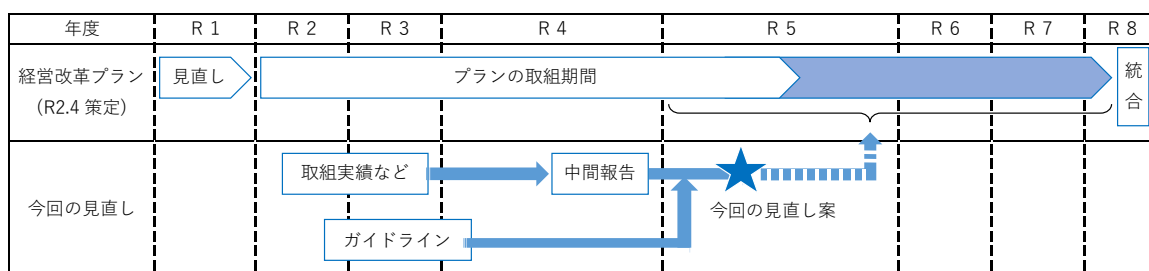 年度 R1 R2 R3 R4 R5 R6 R7 R8
経営改革プラン
(R2.4 策定)
見直し
プランの取組期間
統
合
今回の見直し
取組実績など
中間報告
今回の見直し案
ガイドライン